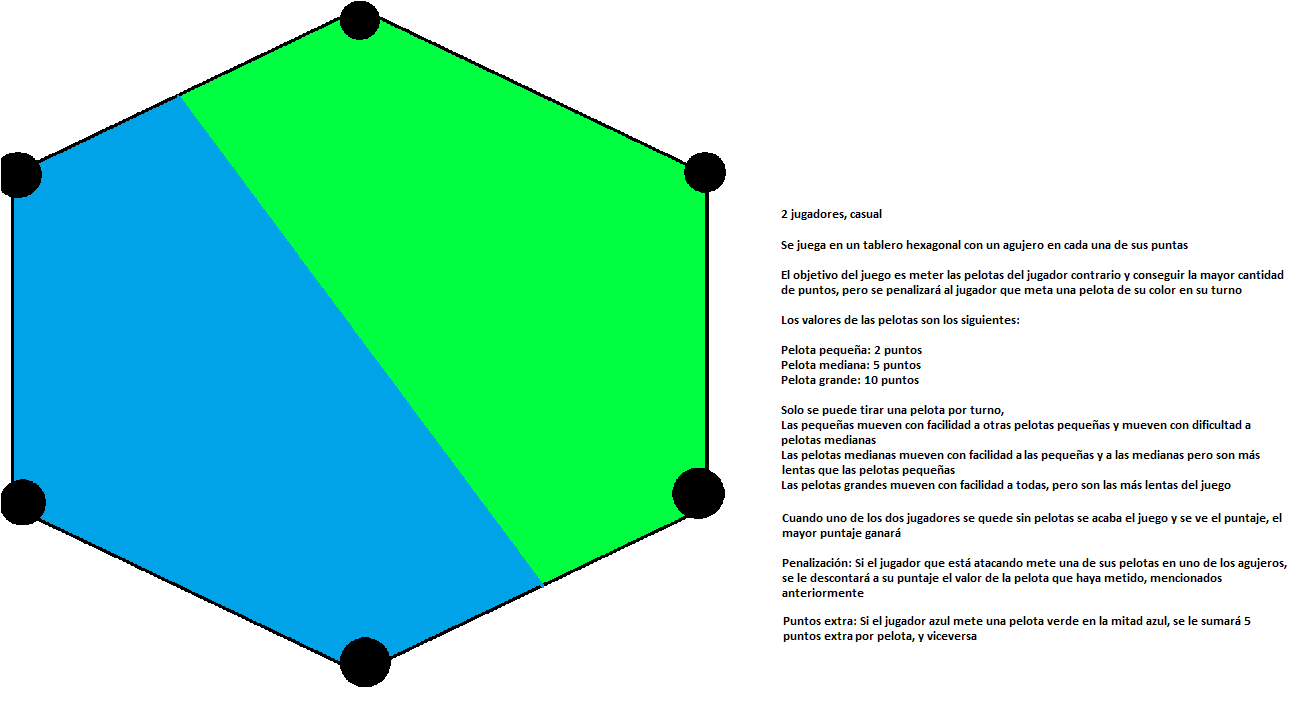 2 jugadores, casual
Se juega en un tablero hexagonal con un agujero en cada una de sus puntas
El objetivo del juego es meter las pelotas del jugador contrario y conseguir la mayor cantidad
de puntos, pero se penalizará al jugador que meta una pelota de su color en su turno
Los valores de las pelotas son los siguientes:
Pelota pequeña: 2 puntos
Pelota mediana: 5 puntos
Pelota grande: 10 puntos
Solo se puede tirar una pelota por turno,
Las pequeñas mueven con facilidad a otras pelotas pequeñas y mueven con dificultad a
pelotas medianas
Las pelotas medianas mueven con facilidad a las pequeñas y a las medianas pero son más
lentas que las pelotas pequeñas
Las pelotas grandes mueven con facilidad a todas, pero son las más lentas del juego
Cuando uno de los dos jugadores se quede sin pelotas se acaba el juego y se ve el puntaje, el
mayor puntaje ganará
Penalización: Si el jugador que está atacando mete una de sus pelotas en uno de los agujeros,
se le descontará a su puntaje el valor de la pelota que haya metido, mencionados
anteriormente
Puntos extra: Si el jugador azul mete una pelota verde en la mitad azul, se le sumará 5
puntos extra por pelota, y viceversa